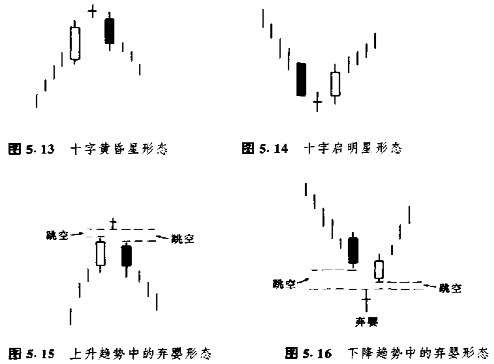 图 5.13 十字黄昏星形态
图 5.14 十字启明星形态
跳空
跳空
图 5.15 上升趋势中的弃婴形态
跳空
跳空
弃婴
图 5.16 下降趋势中的弃婴形态